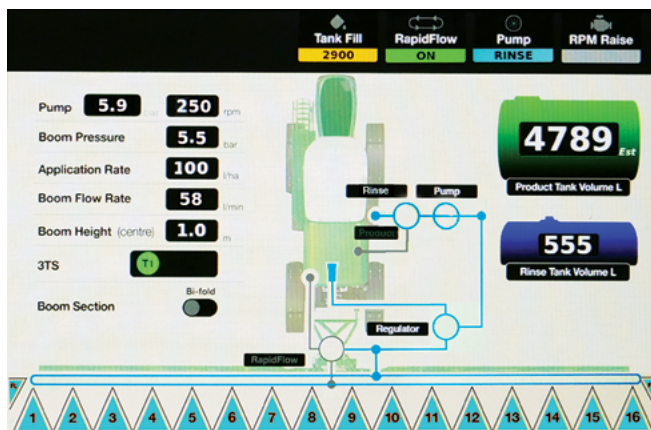 Tank Fill RapidFlow Pump RPM Raise
2900 ON RINSE
Pump 5.9 bar 250 rpm
Boom Pressure 5.5 bar
Application Rate 100 l/ha
Boom Flow Rate 58 l/min
Boom Height (centre) 1.0 m
3TS T1
Bi-fold
Boom Section
Rinse Pump
Product
Regulator
RapidFlow
4789 Est
Product Tank Volume L
555
Rinse Tank Volume L
1 2 3 4 5 6 7 8 9 10 11 12 13 14 15 16